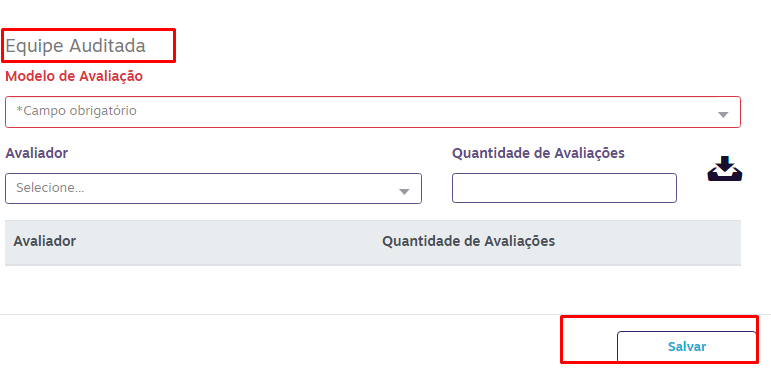 Equipe Auditada
Modelo de Avaliação
*Campo obrigatório
Avaliador Quantidade de Avaliações
Selecione...
Avaliador Quantidade de Avaliações
Salvar